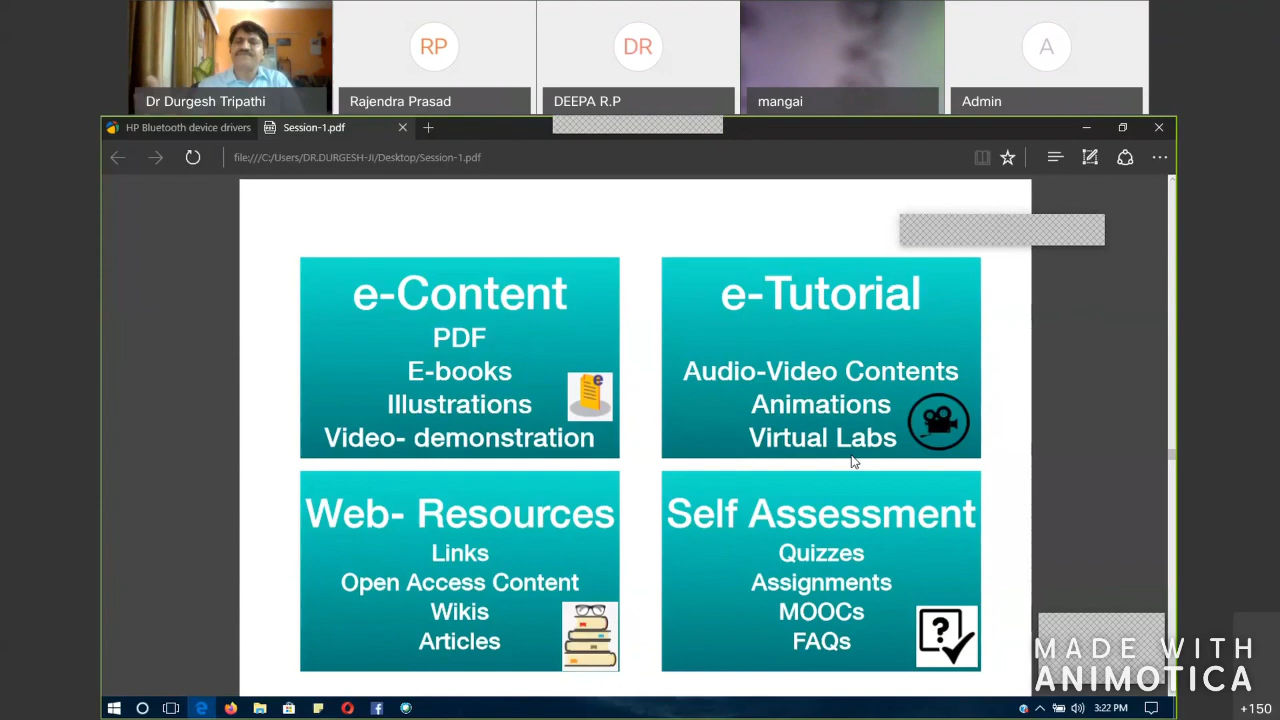 RP
DR
A
Dr Durgesh Tripathi
Rajendra Prasad
DEEPA R.P
mangai
Admin
HP Bluetooth device drivers
Session-1.pdf
file:///C:/Users/DR.DURGESH-JI/Desktop/Session-1.pdf
e-Content
PDF
E-books
Illustrations
Video- demonstration
e
e-Tutorial
Audio-Video Contents
Animations
Virtual Labs
Web- Resources
Links
Open Access Content
Wikis
Articles
Self Assessment
Quizzes
Assignments
MOOCs
FAQs
?
MADE WITH
ANIMOTICA
3:22 PM
+150